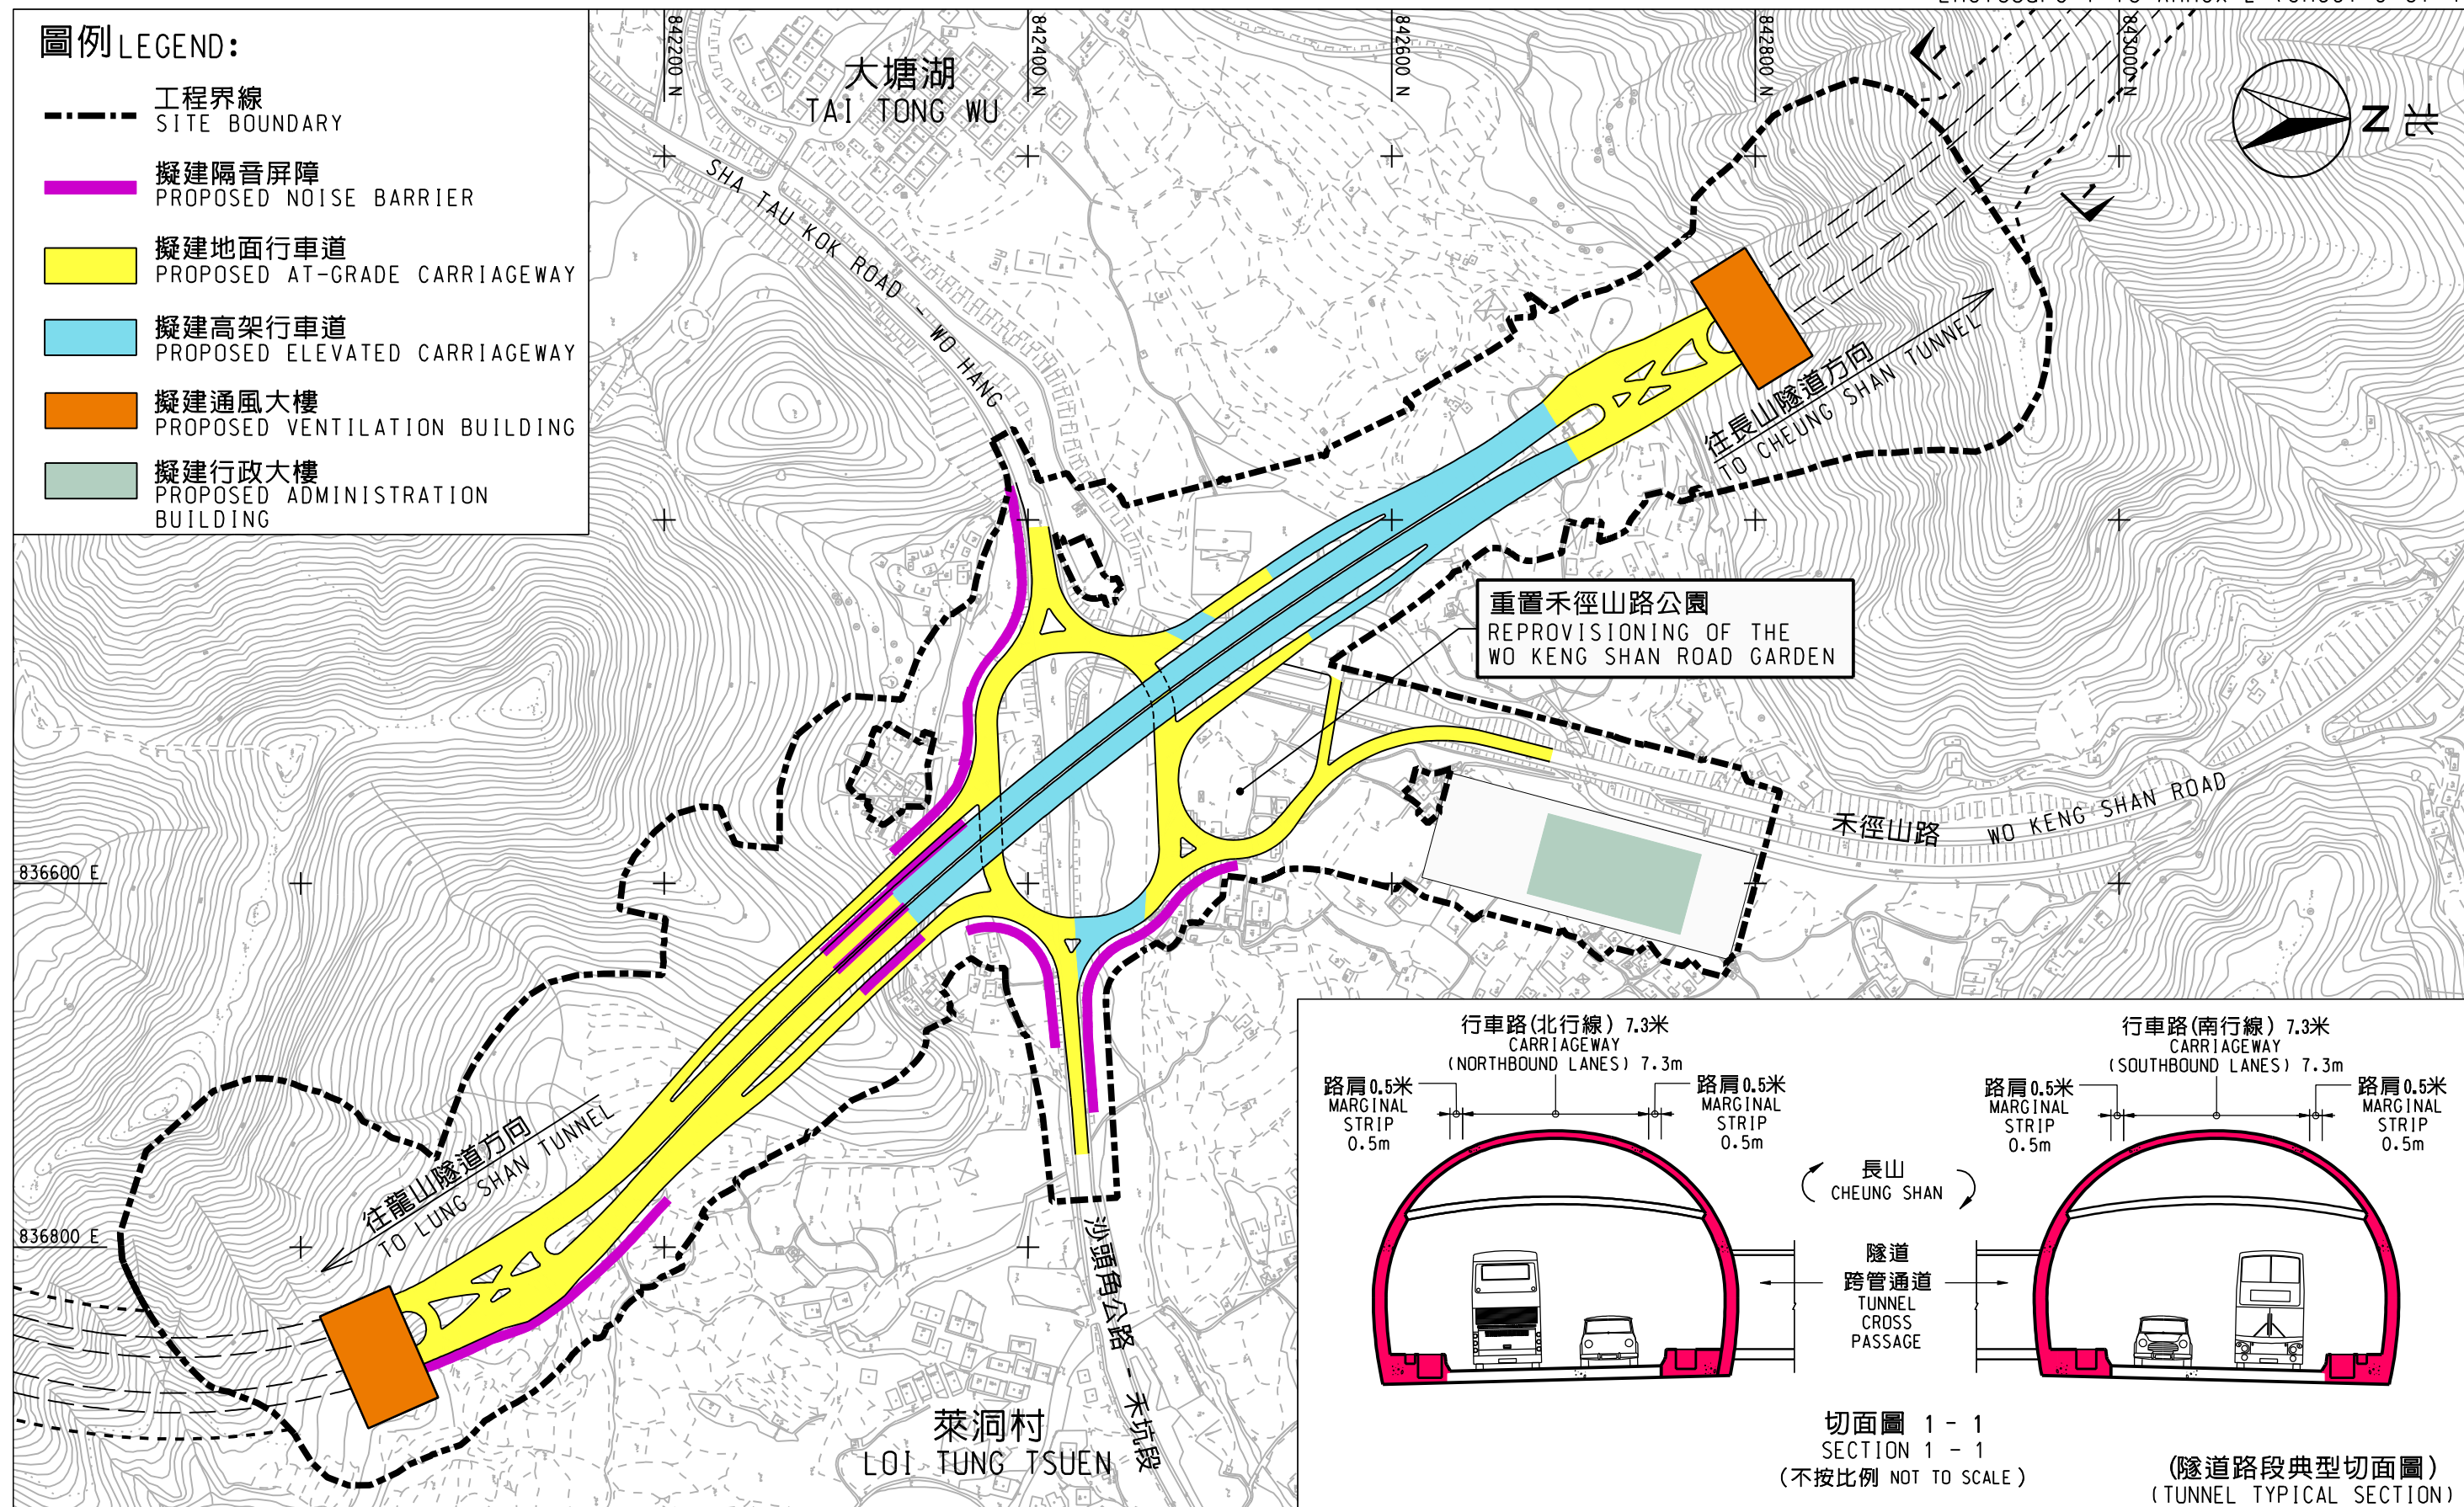 圖例 LEGEND:
工程界線
SITE BOUNDARY
擬建隔音屏障
PROPOSED NOISE BARRIER
擬建地面行車道
PROPOSED AT-GRADE CARRIAGEWAY
擬建高架行車道
PROPOSED ELEVATED CARRIAGEWAY
擬建通風大樓
PROPOSED VENTILATION BUILDING
擬建行政大樓
PROPOSED ADMINISTRATION
BUILDING
842200 N
842400 N
842600 N
842800 N
843000 N
大塘湖
TAI TONG WU
SHA TAU KOK ROAD - WO HANG
1
1
N 北
往長山隧道方向
TO CHEUNG SHAN TUNNEL
重置禾徑山路公園
REPROVISIONING OF THE
WO KENG SHAN ROAD GARDEN
禾徑山路 WO KENG SHAN ROAD
836600 E
836800 E
往龍山隧道方向
TO LUNG SHAN TUNNEL
沙頭角公路 - 禾坑段
萊洞村
LOI TUNG TSUEN
行車路(北行線) 7.3米
CARRIAGEWAY
(NORTHBOUND LANES) 7.3m
路肩0.5米
MARGINAL
STRIP
0.5m
路肩0.5米
MARGINAL
STRIP
0.5m
行車路(南行線) 7.3米
CARRIAGEWAY
(SOUTHBOUND LANES) 7.3m
路肩0.5米
MARGINAL
STRIP
0.5m
路肩0.5米
MARGINAL
STRIP
0.5m
長山
CHEUNG SHAN
隧道
跨管通道
TUNNEL
CROSS
PASSAGE
切面圖 1 - 1
SECTION 1 - 1
(不按比例 NOT TO SCALE)
(隧道路段典型切面圖)
(TUNNEL TYPICAL SECTION)